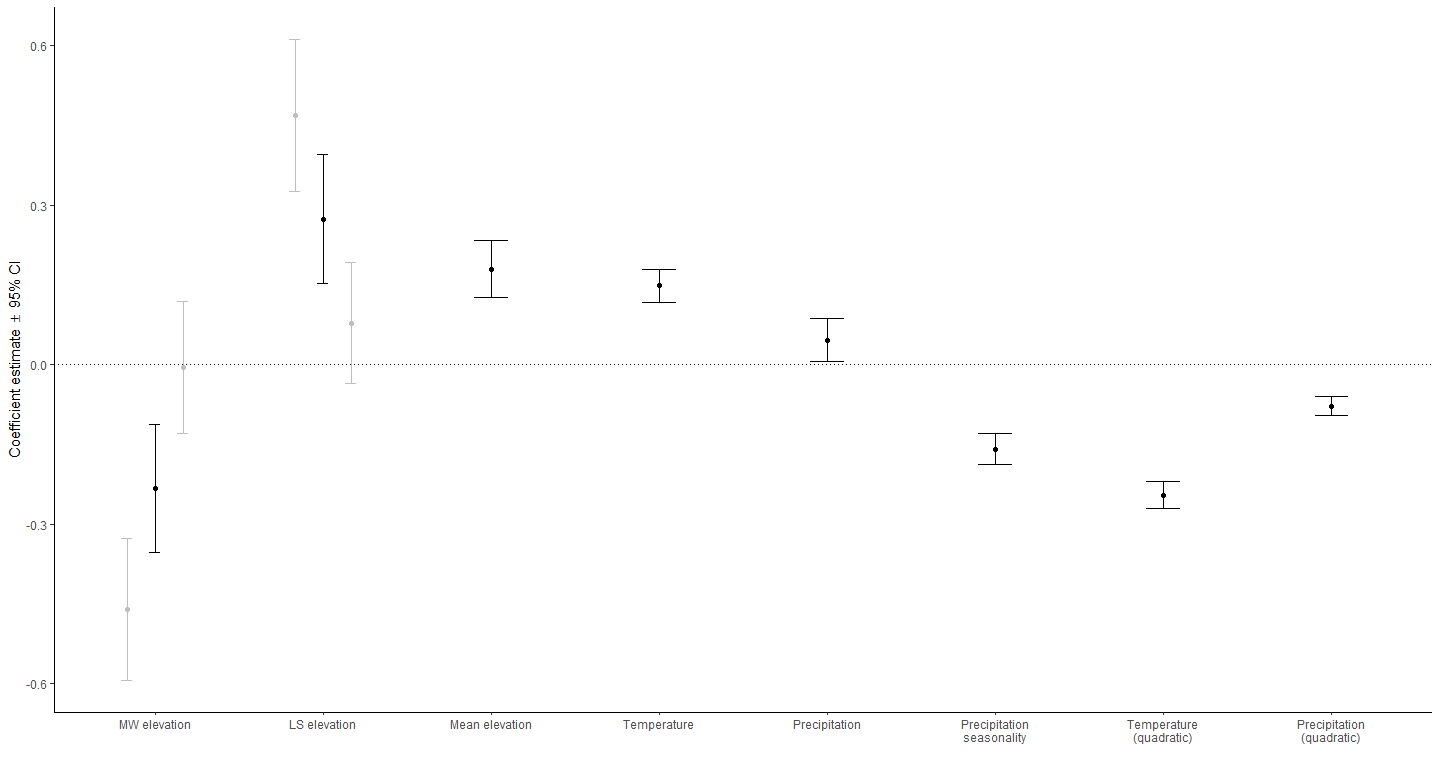 Coefficient estimate ± 95% CI
0.6
0.3
0.0
-0.3
-0.6
MW elevation
LS elevation
Mean elevation
Temperature
Precipitation
Precipitation
seasonality
Temperature
(quadratic)
Precipitation
(quadratic)